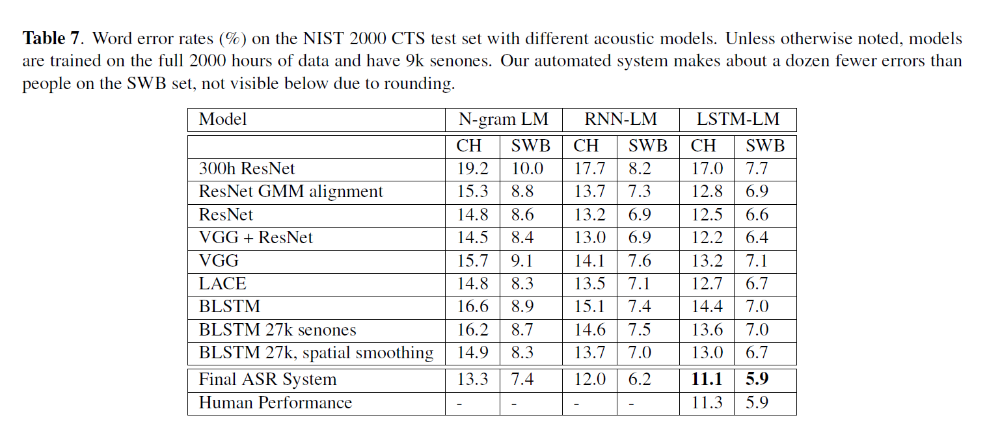 Table 7. Word error rates (%) on the NIST 2000 CTS test set with different acoustic models. Unless otherwise noted, models
are trained on the full 2000 hours of data and have 9k senones. Our automated system makes about a dozen fewer errors than
people on the SWB set, not visible below due to rounding.
Model N-gram LM RNN-LM LSTM-LM
CH SWB CH SWB CH SWB
300h ResNet 19.2 10.0 17.7 8.2 17.0 7.7
ResNet GMM alignment 15.3 8.8 13.7 7.3 12.8 6.9
ResNet 14.8 8.6 13.2 6.9 12.5 6.6
VGG + ResNet 14.5 8.4 13.0 6.9 12.2 6.4
VGG 15.7 9.1 14.1 7.6 13.2 7.1
LACE 14.8 8.3 13.5 7.1 12.7 6.7
BLSTM 16.6 8.9 15.1 7.4 14.4 7.0
BLSTM 27k senones 16.2 8.7 14.6 7.5 13.6 7.0
BLSTM 27k, spatial smoothing 14.9 8.3 13.7 7.0 13.0 6.7
Final ASR System 13.3 7.4 12.0 6.2 11.1 5.9
Human Performance - - - - 11.3 5.9